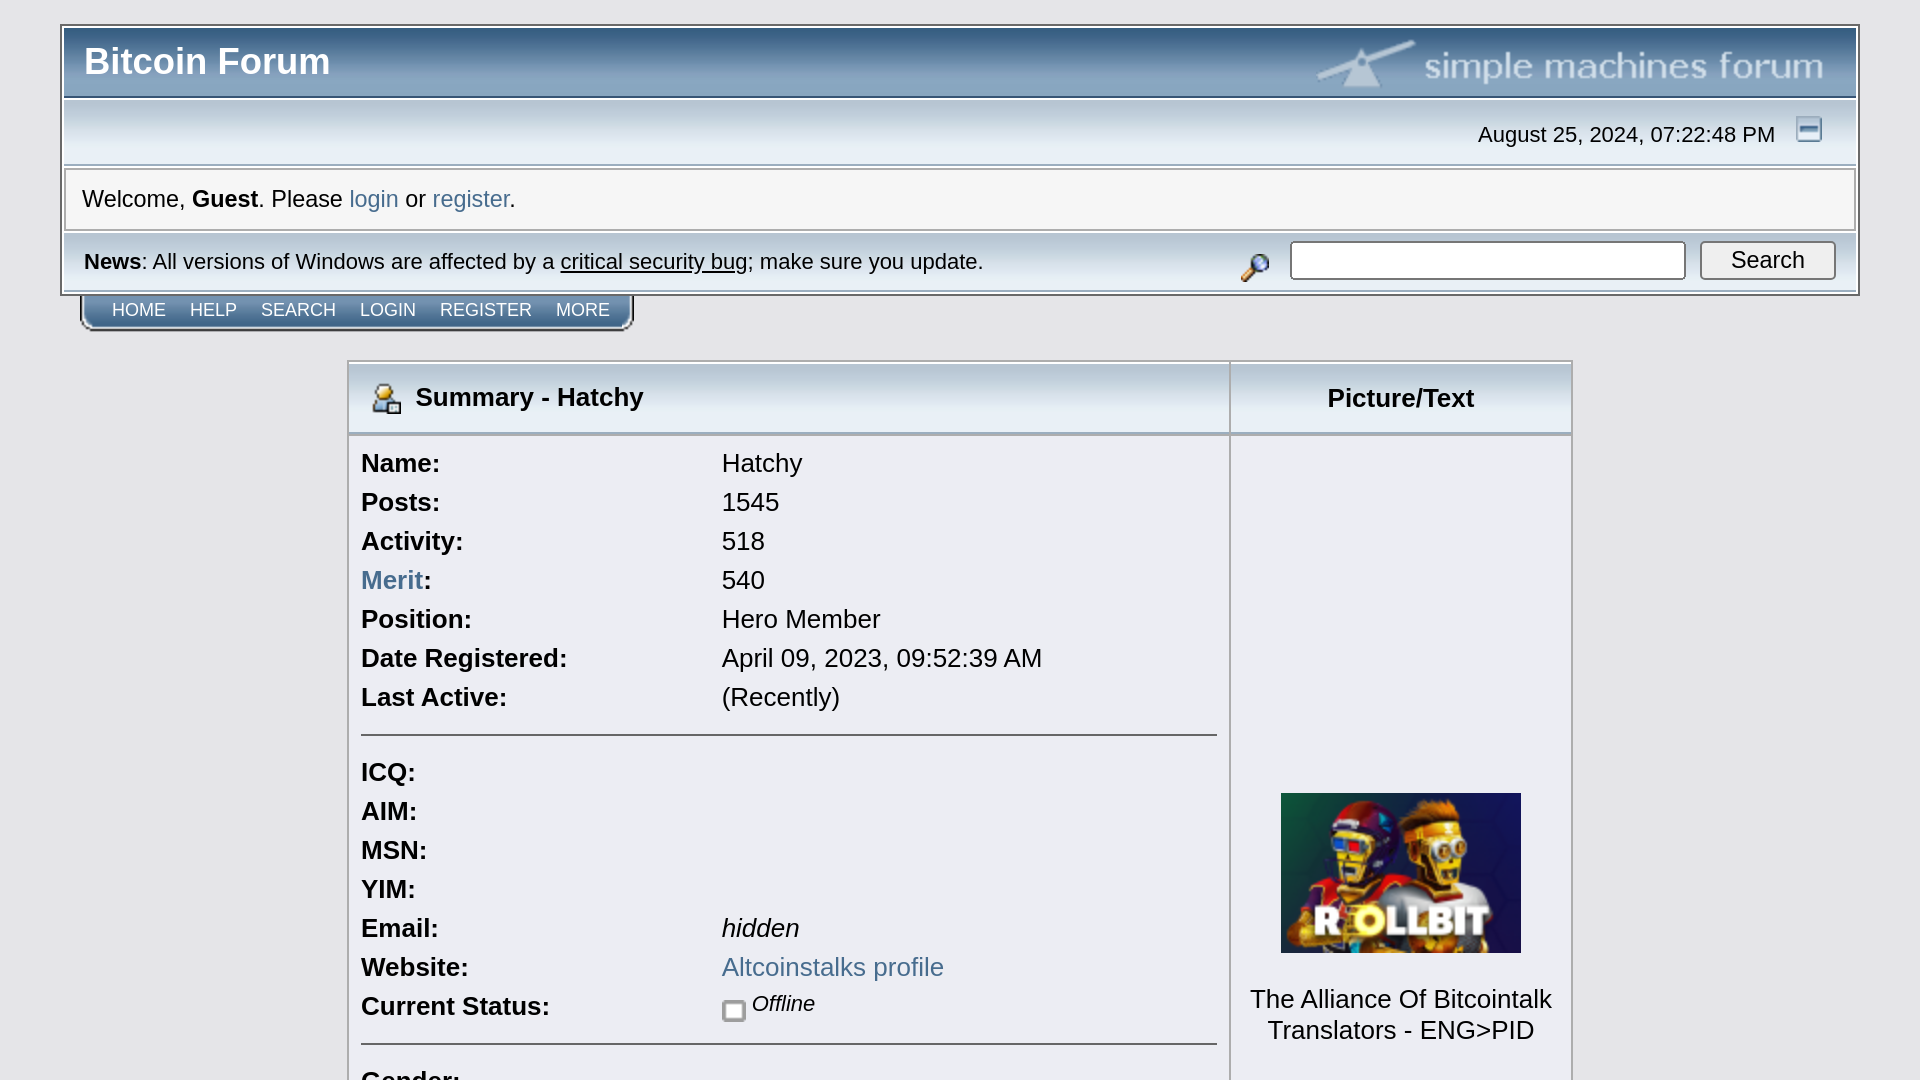 Bitcoin Forum
simple machines forum
August 25, 2024, 07:22:48 PM
Welcome, Guest. Please login or register.
News: All versions of Windows are affected by a critical security bug; make sure you update.
Search
HOME HELP SEARCH LOGIN REGISTER MORE
Summary - Hatchy
Picture/Text
Name: Hatchy
Posts: 1545
Activity: 518
Merit: 540
Position: Hero Member
Date Registered: April 09, 2023, 09:52:39 AM
Last Active: (Recently)
ICQ:
AIM:
MSN:
YIM:
Email: hidden
Website: Altcoinstalks profile
Current Status: Offline
Gender:
ROLLBIT
The Alliance Of Bitcointalk
Translators - ENG>PID